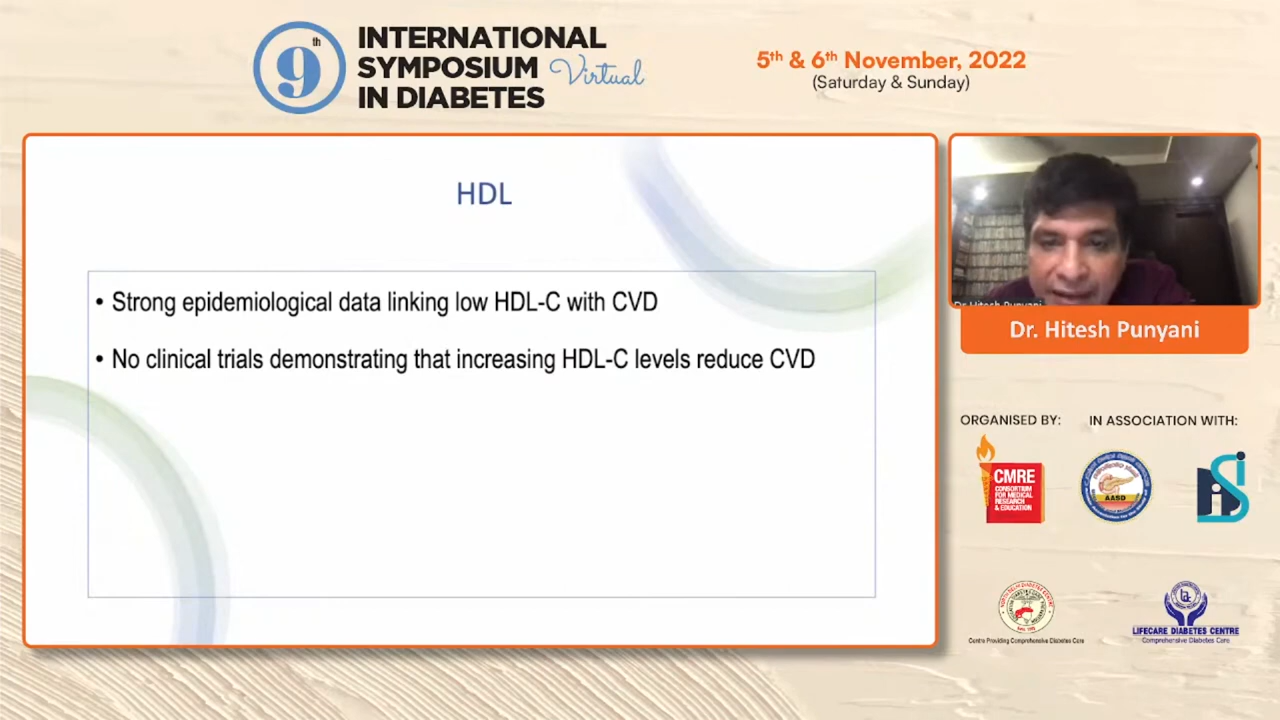 9th
INTERNATIONAL
SYMPOSIUM Virtual
IN DIABETES
5th & 6th November, 2022
(Saturday & Sunday)
HDL
• Strong epidemiological data linking low HDL-C with CVD
• No clinical trials demonstrating that increasing HDL-C levels reduce CVD
Dr. Hitesh Punyani
Dr. Hitesh Punyani
ORGANISED BY:
IN ASSOCIATION WITH:
CMRE
CONSORTIUM
FOR MEDICAL
RESEARCH
& EDUCATION
AASD
Centre Providing Comprehensive Diabetes Care
LIFECARE DIABETES CENTRE
Comprehensive Diabetes Care